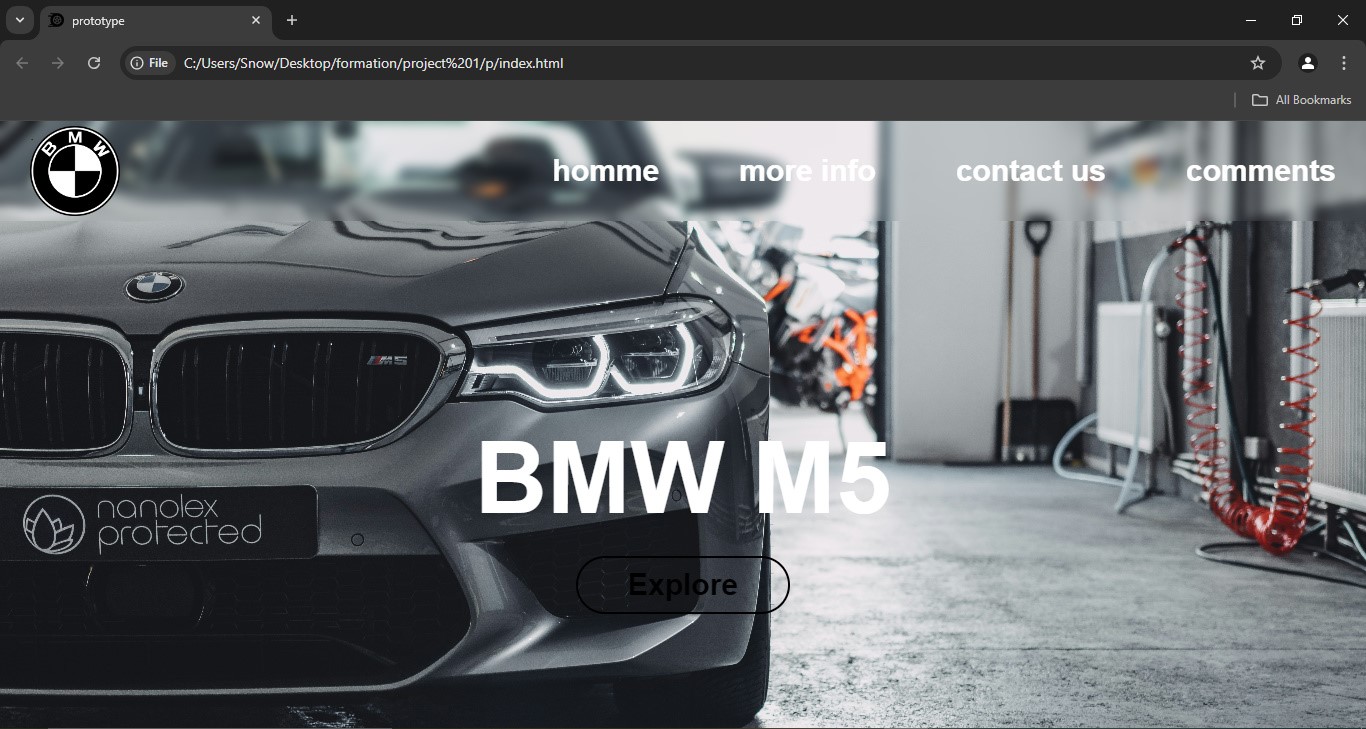 prototype
File
C:/Users/Snow/Desktop/formation/project%201/p/index.html
All Bookmarks
BMW
homme more info contact us comments
M5
BMW M5
nanolex
protected
Explore